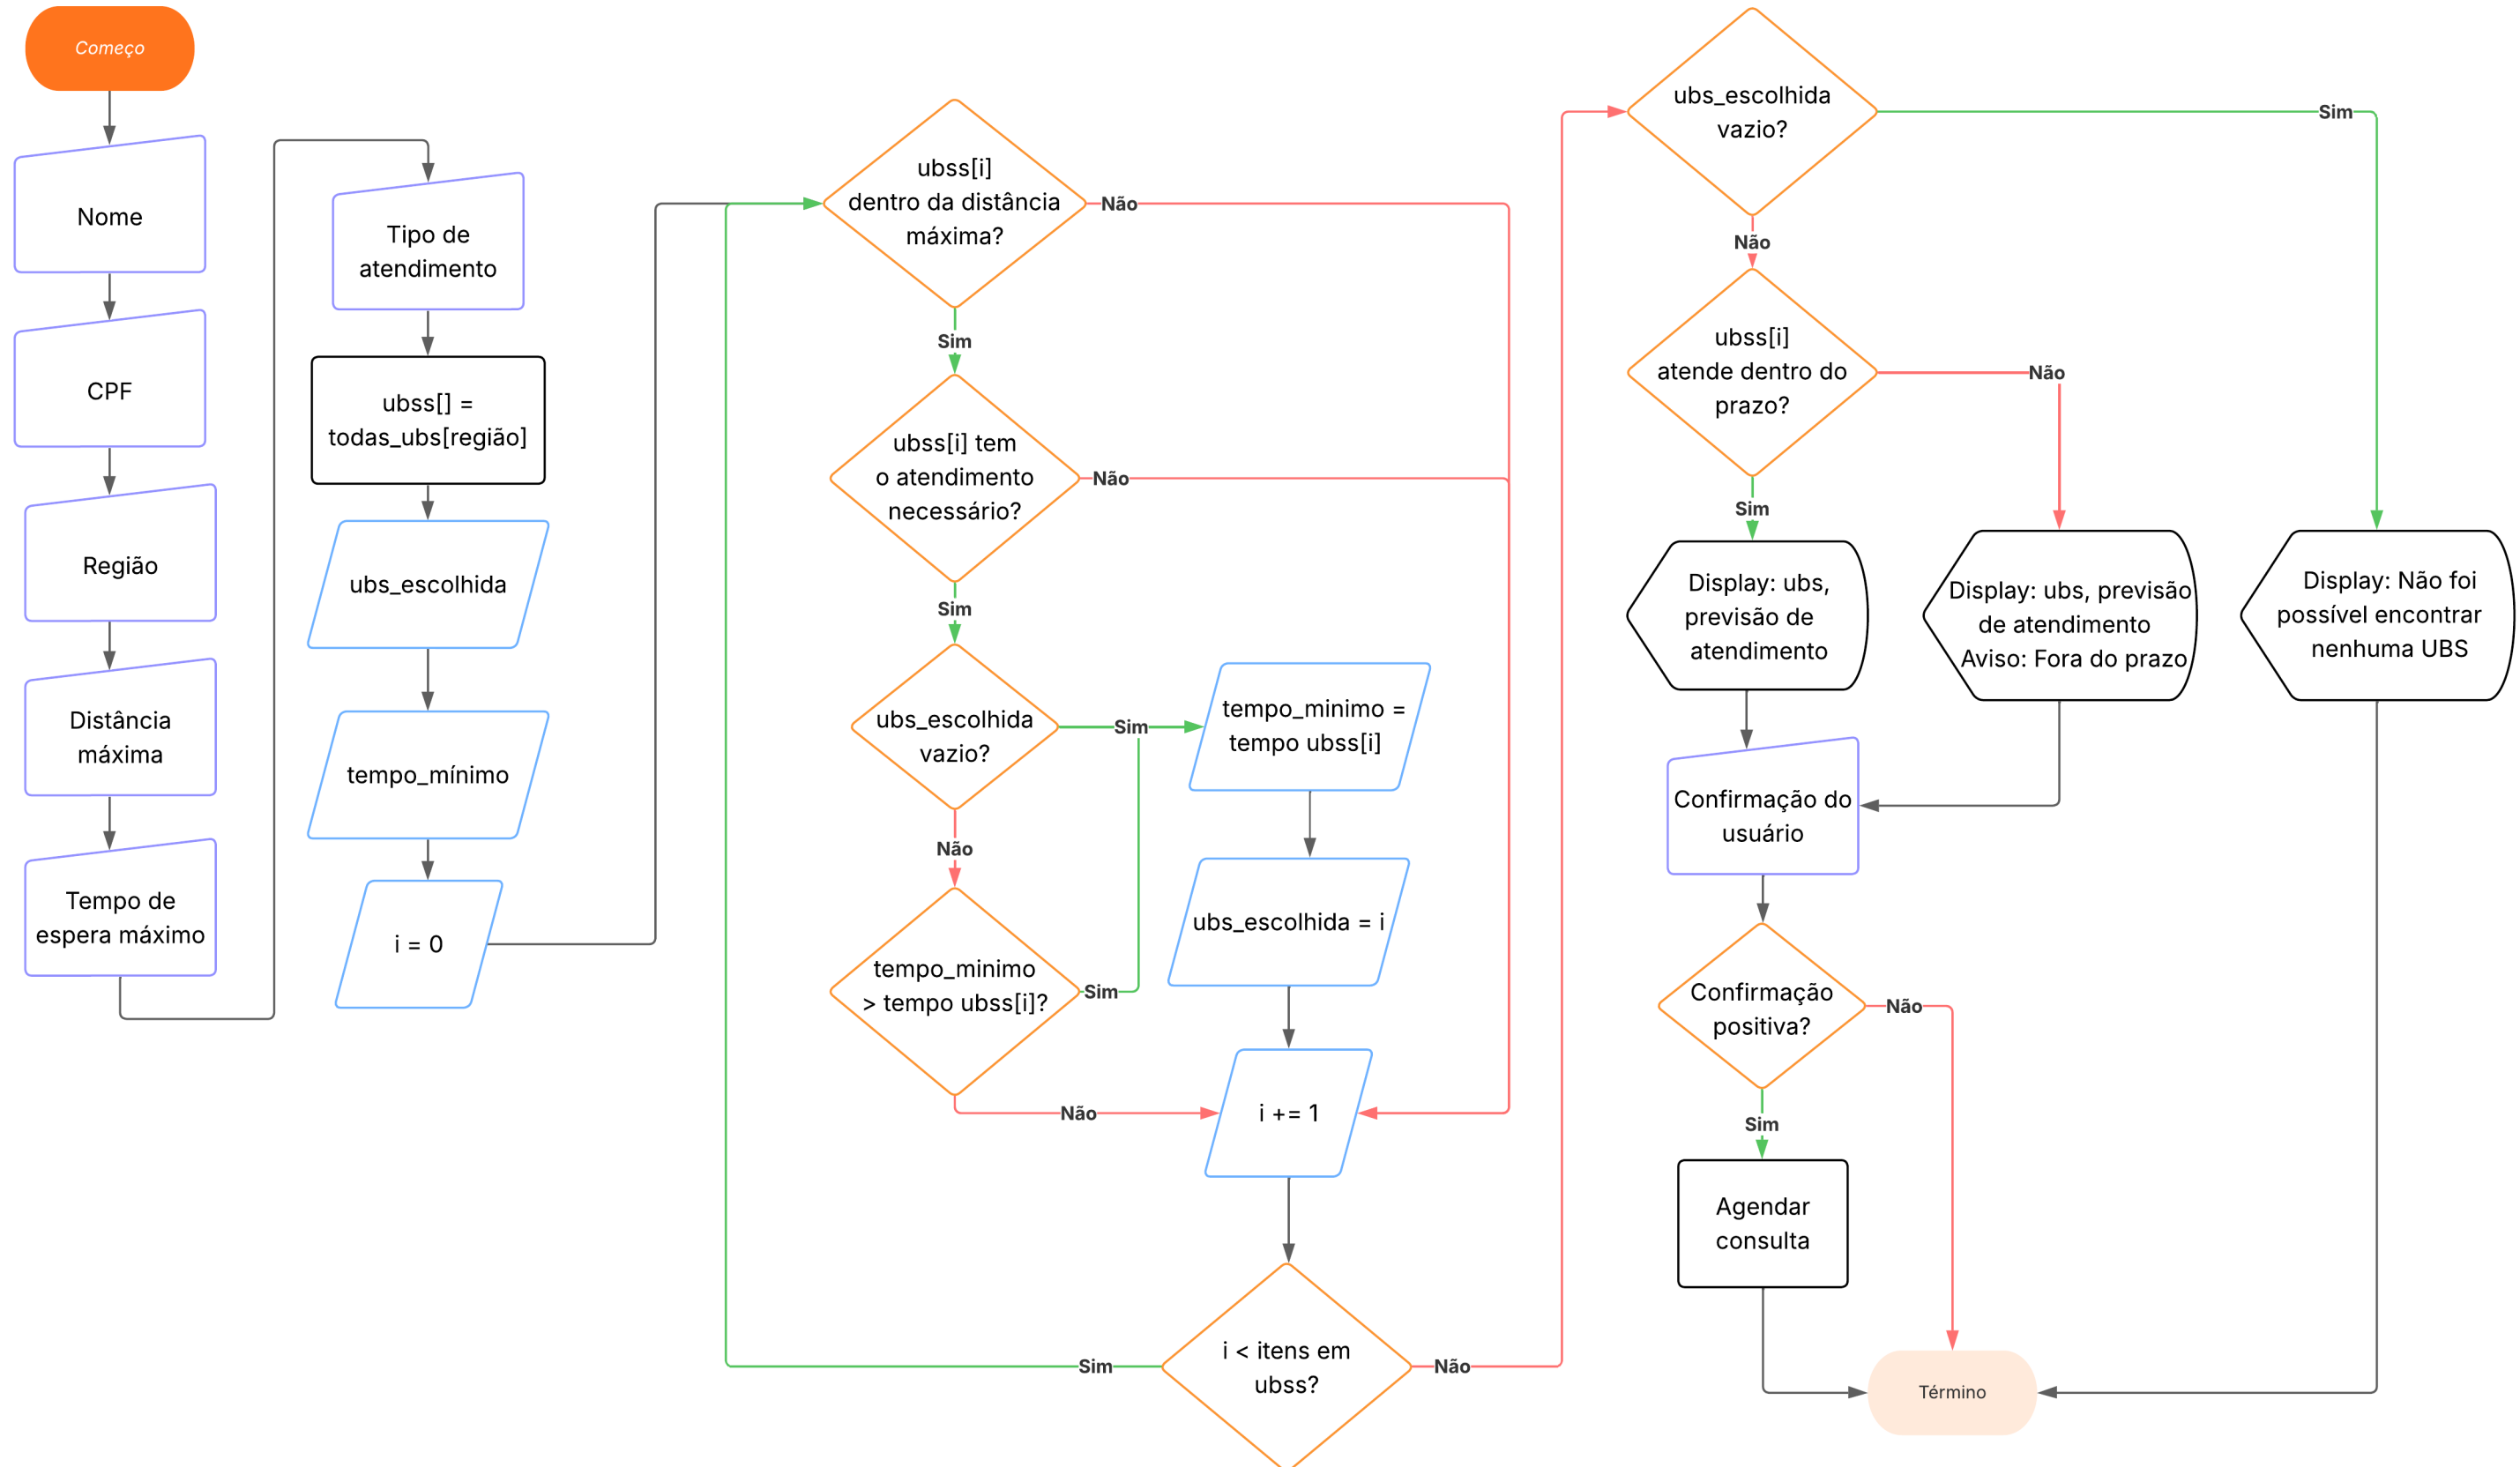 Começo
Nome
CPF
Região
Distância
máxima
Tempo de
espera máximo
Tipo de
atendimento
ubss[] =
todas_ubs[região]
ubs_escolhida
tempo_mínimo
i = 0
ubss[i]
dentro da distância
máxima?
Não
Sim
ubss[i] tem
o atendimento
necessário?
Não
Sim
ubs_escolhida
vazio?
Sim
Não
tempo_minimo =
tempo ubss[i]
ubs_escolhida = i
tempo_minimo
> tempo ubss[i]?
Sim
Não
i += 1
i < itens em
ubss?
Sim
Não
ubs_escolhida
vazio?
Sim
Não
ubss[i]
atende dentro do
prazo?
Não
Sim
Display: ubs,
previsão de
atendimento
Display: ubs, previsão
de atendimento
Aviso: Fora do prazo
Display: Não foi
possível encontrar
nenhuma UBS
Confirmação do
usuário
Confirmação
positiva?
Não
Sim
Agendar
consulta
Término